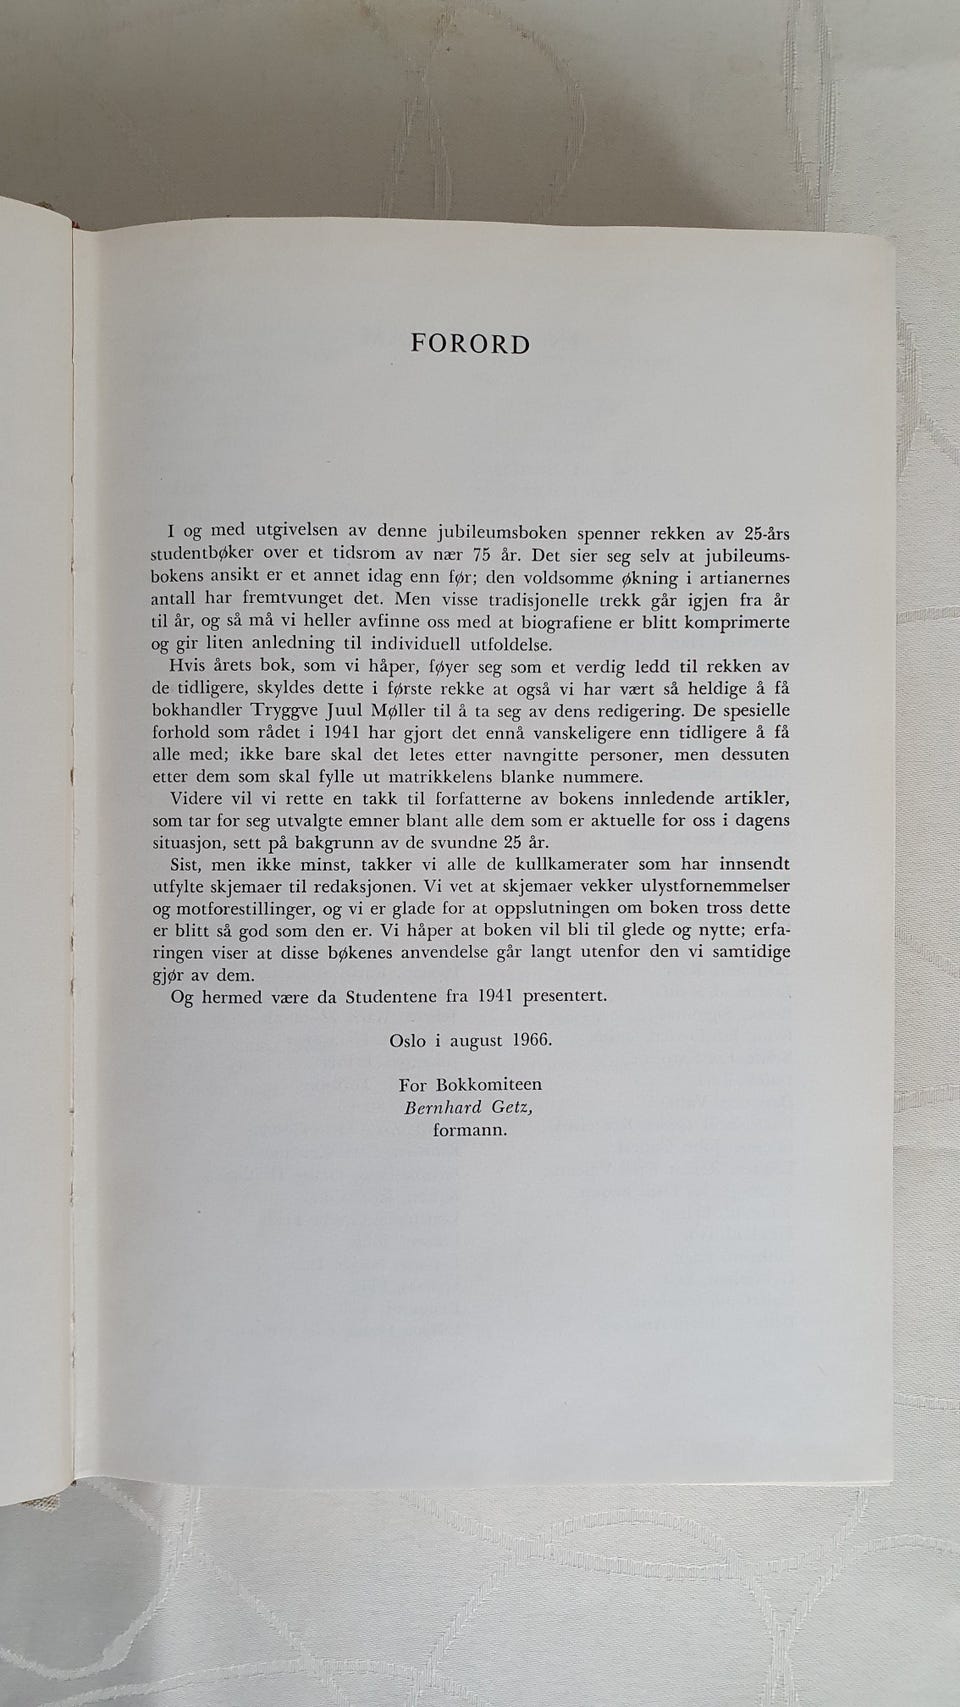 FORORD
I og med utgivelsen av denne jubileumsboken spenner rekken av 25-års
studentbøker over et tidsrom av nær 75 år. Det sier seg selv at jubileums-
bokens ansikt er et annet idag enn før; den voldsomme økning i artianernes
antall har fremtvunget det. Men visse tradisjonelle trekk går igjen fra år
til år, og så må vi heller avfinne oss med at biografiene er blitt komprimerte
og gir liten anledning til individuell utfoldelse.
Hvis årets bok, som vi håper, føyer seg som et verdig ledd til rekken av
de tidligere, skyldes dette i første rekke at også vi har vært så heldige å få
bokhandler Tryggve Juul Møller til å ta seg av dens redigering. De spesielle
forhold som rådet i 1941 har gjort det ennå vanskeligere enn tidligere å få
alle med; ikke bare skal det letes etter navngitte personer, men dessuten
etter dem som skal fylle ut matrikkelens blanke nummere.
Videre vil vi rette en takk til forfatterne av bokens innledende artikler,
som tar for seg utvalgte emner blant alle dem som er aktuelle for oss i dagens
situasjon, sett på bakgrunn av de svundne 25 år.
Sist, men ikke minst, takker vi alle de kullkamerater som har innsendt
utfylte skjemaer til redaksjonen. Vi vet at skjemaer vekker ulystfornemmelser
og motforestillinger, og vi er glade for at oppslutningen om boken tross dette
er blitt så god som den er. Vi håper at boken vil bli til glede og nytte; erfa-
ringen viser at disse bøkenes anvendelse går langt utenfor den vi samtidige
gjør av dem.
Og hermed være da Studentene fra 1941 presentert.
Oslo i august 1966.
For Bokkomiteen
Bernhard Getz,
formann.